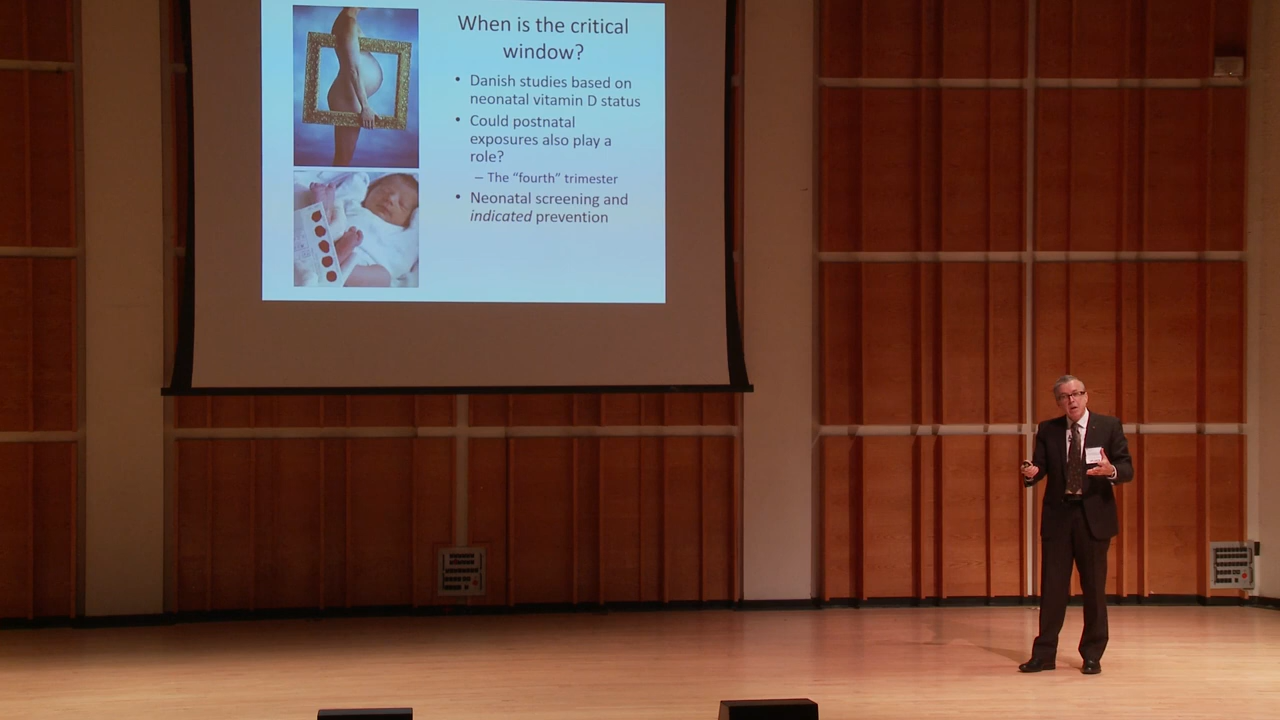 When is the critical
window?
• Danish studies based on
neonatal vitamin D status
• Could postnatal
exposures also play a
role?
– The “fourth” trimester
• Neonatal screening and
indicated prevention